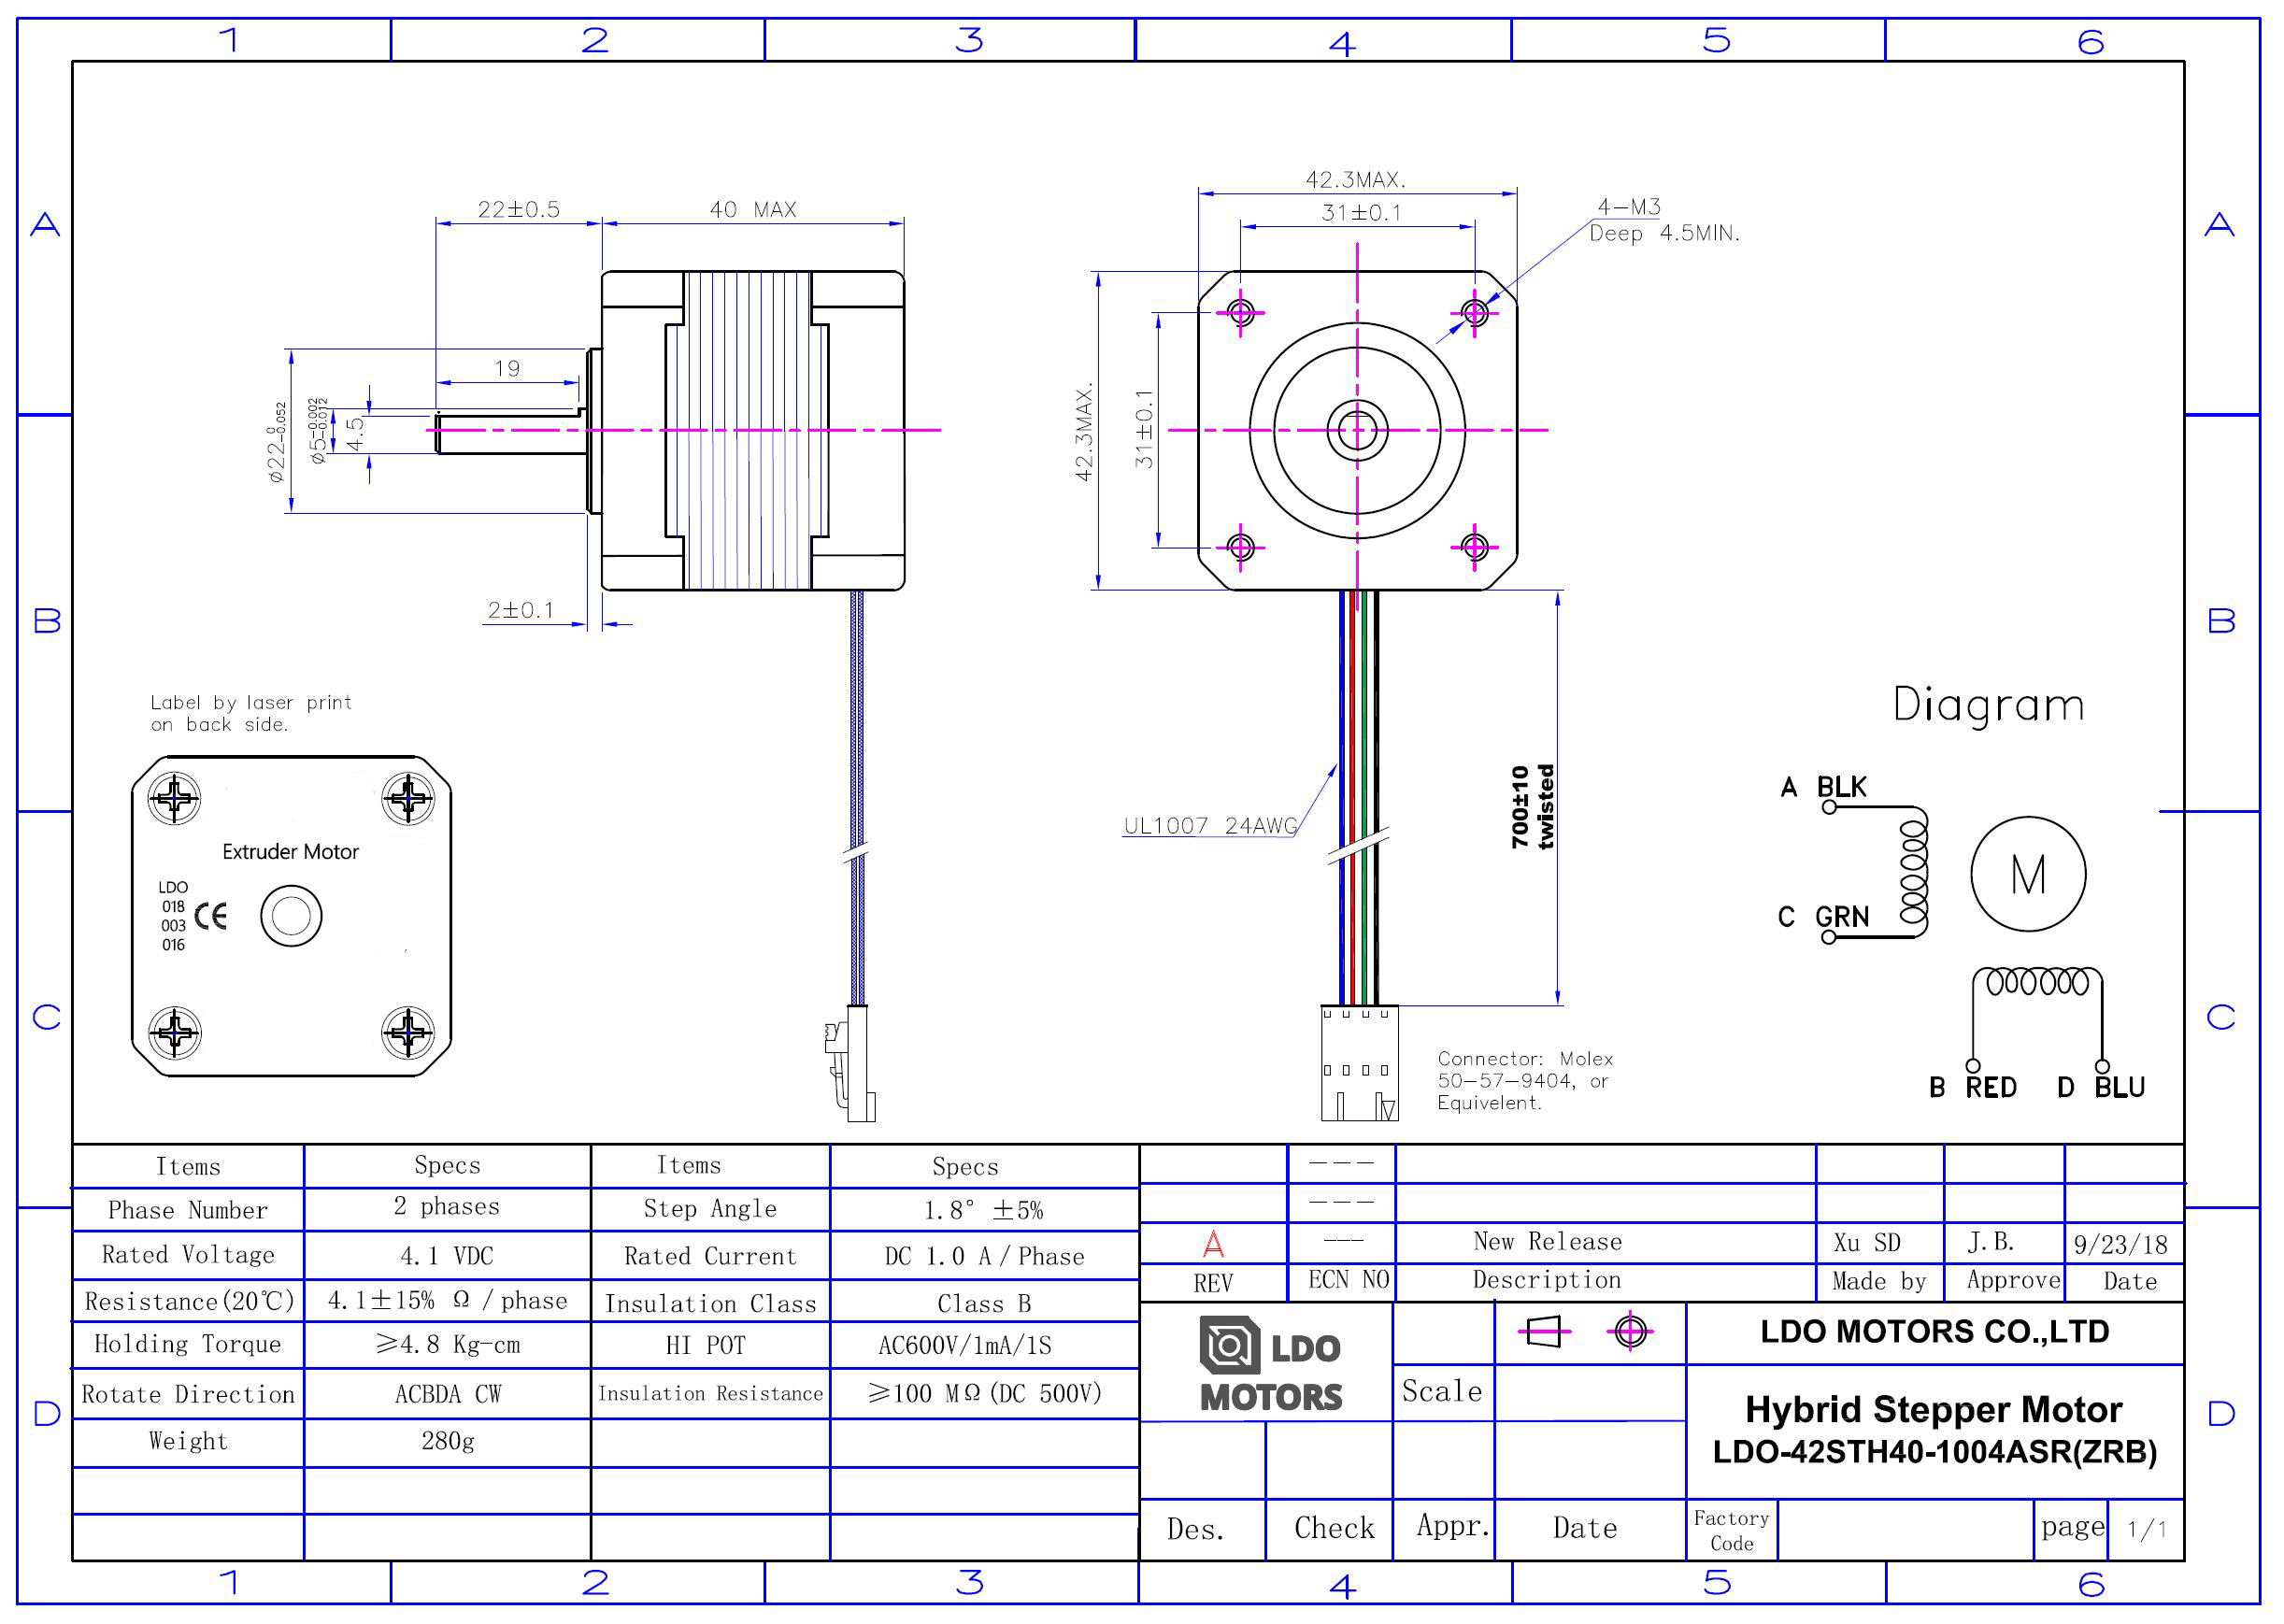 1 2 3 4 5 6
A A
B B
C C
D D
22±0.5
40 MAX
19
ø22 0 -0.052
ø5 -0.002 -0.012
4.5
2±0.1
42.3MAX.
31±0.1
42.3MAX.
31±0.1
4-M3
Deep 4.5MIN.
Label by laser print
on back side.
Extruder Motor
LDO
018
003
016
CE
UL1007 24AWG
700±10
twisted
Connector: Molex
50-57-9404, or
Equivelent.
Diagram
A BLK
C GRN
M
B RED D BLU
Items Specs Items Specs
Phase Number 2 phases Step Angle 1.8° ±5%
Rated Voltage 4.1 VDC Rated Current DC 1.0 A/Phase
Resistance(20℃) 4.1±15% Ω/phase Insulation Class Class B
Holding Torque ≥4.8 Kg-cm HI POT AC600V/1mA/1S
Rotate Direction ACBDA CW Insulation Resistance ≥100 MΩ(DC 500V)
Weight 280g
---
---
A --- New Release Xu SD J.B. 9/23/18
REV ECN NO Description Made by Approve Date
LDO
MOTORS
Scale
LDO MOTORS CO.,LTD
Hybrid Stepper Motor
LDO-42STH40-1004ASR(ZRB)
Des. Check Appr. Date
Factory
Code
page 1/1
1 2 3 4 5 6